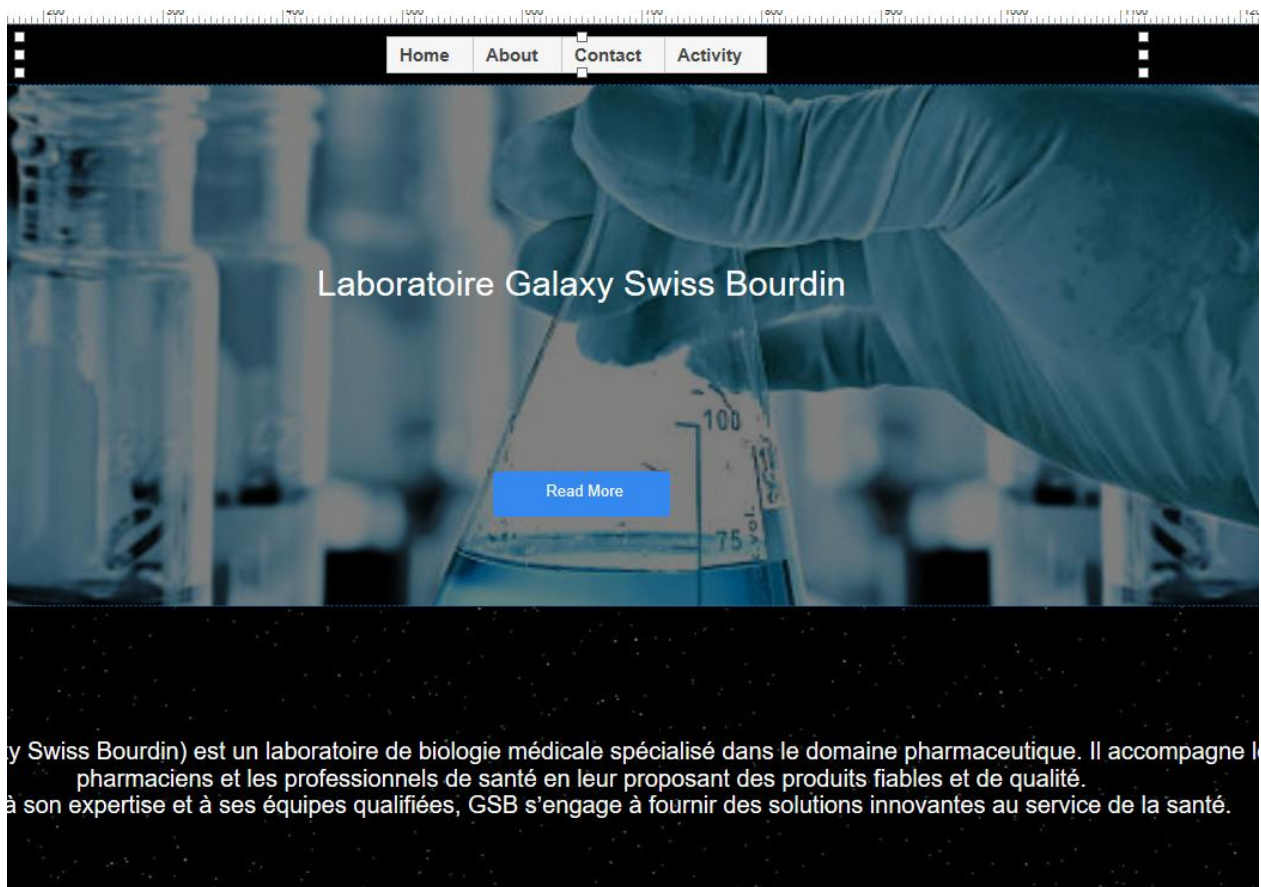 Home About Contact Activity
Laboratoire Galaxy Swiss Bourdin
100
Read More
75
y Swiss Bourdin) est un laboratoire de biologie médicale spécialisé dans le domaine pharmaceutique. Il accompagne l
pharmaciens et les professionnels de santé en leur proposant des produits fiables et de qualité.
à son expertise et à ses équipes qualifiées, GSB s’engage à fournir des solutions innovantes au service de la santé.